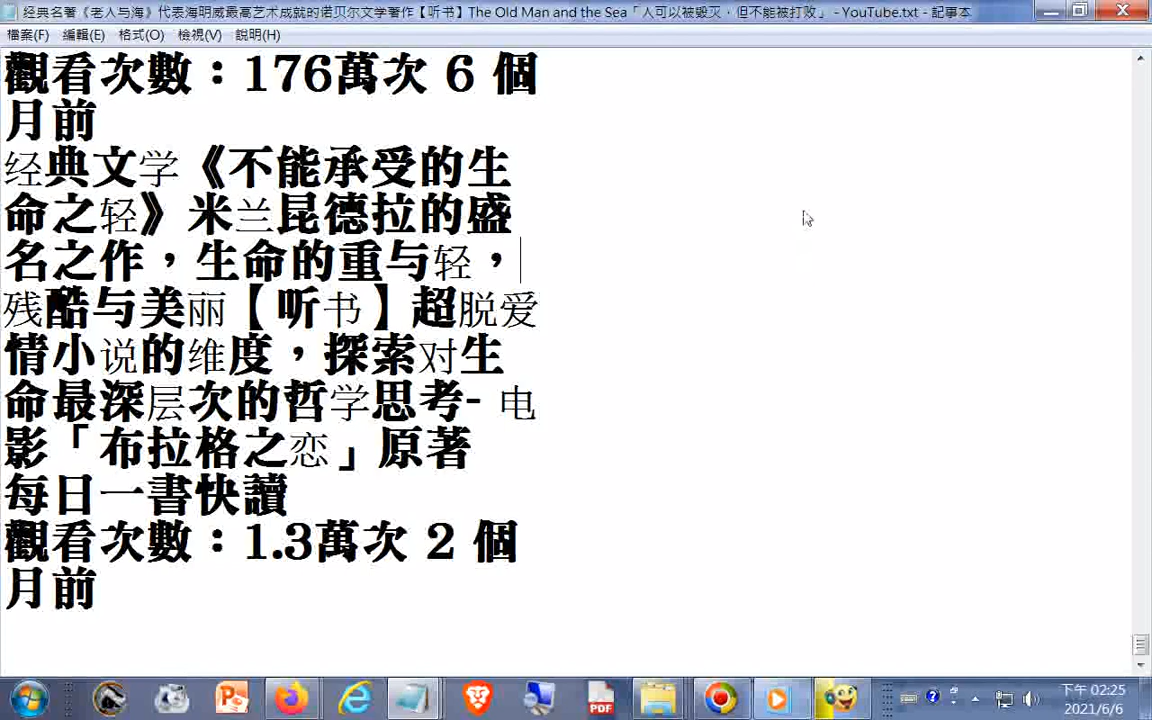 经典名著《老人与海》代表海明威最高艺术成就的诺贝尔文学著作【听书】The Old Man and the Sea「人可以被毁灭，但不能被打败」 - YouTube.txt - 記事本
檔案(F) 編輯(E) 格式(O) 檢視(V) 說明(H)
觀看次數：176萬次 6 個
月前
经典文学《不能承受的生
命之轻》米兰昆德拉的盛
名之作，生命的重与轻，
残酷与美丽【听书】超脱爱
情小说的维度，探索对生
命最深层次的哲学思考- 电
影「布拉格之恋」原著
每日一書快讀
觀看次數：1.3萬次 2 個
月前
PDF
下午 02:25
2021/6/6